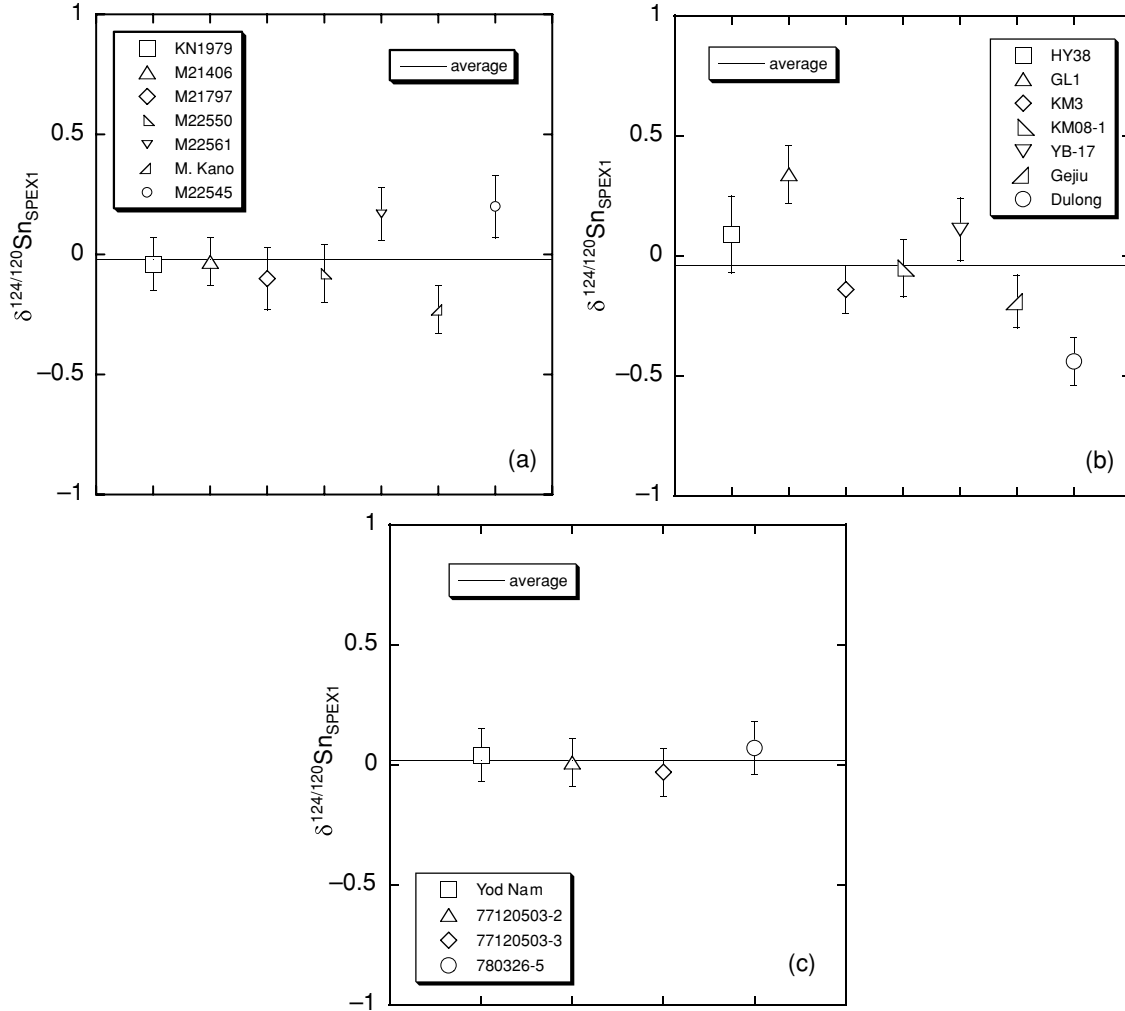 1
KN1979
M21406
M21797
M22550
M22561
M. Kano
M22545
average
0.5
0
−0.5
−1
δ124/120SnSPEX1
(a)
1
average
HY38
GL1
KM3
KM08-1
YB-17
Gejiu
Dulong
0.5
0
−0.5
−1
δ124/120SnSPEX1
(b)
1
average
0.5
0
−0.5
−1
δ124/120SnSPEX1
Yod Nam
77120503-2
77120503-3
780326-5
(c)